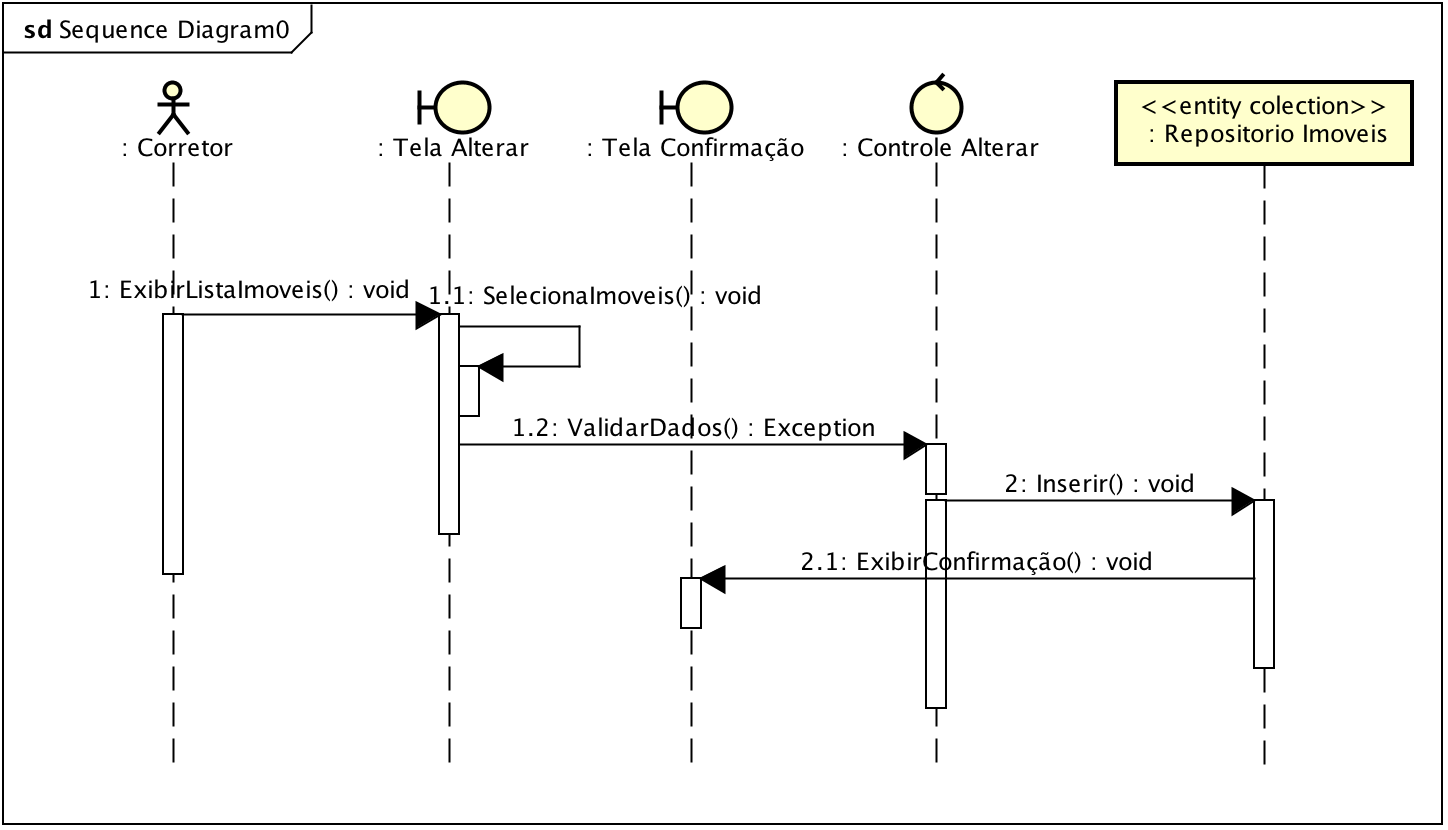 sd Sequence Diagram0
: Corretor
: Tela Alterar
: Tela Confirmação
: Controle Alterar
<<entity colection>>
: Repositorio Imoveis
1: ExibirListaImoveis() : void
1.1: SelecionaImoveis() : void
1.2: ValidarDados() : Exception
2: Inserir() : void
2.1: ExibirConfirmação() : void